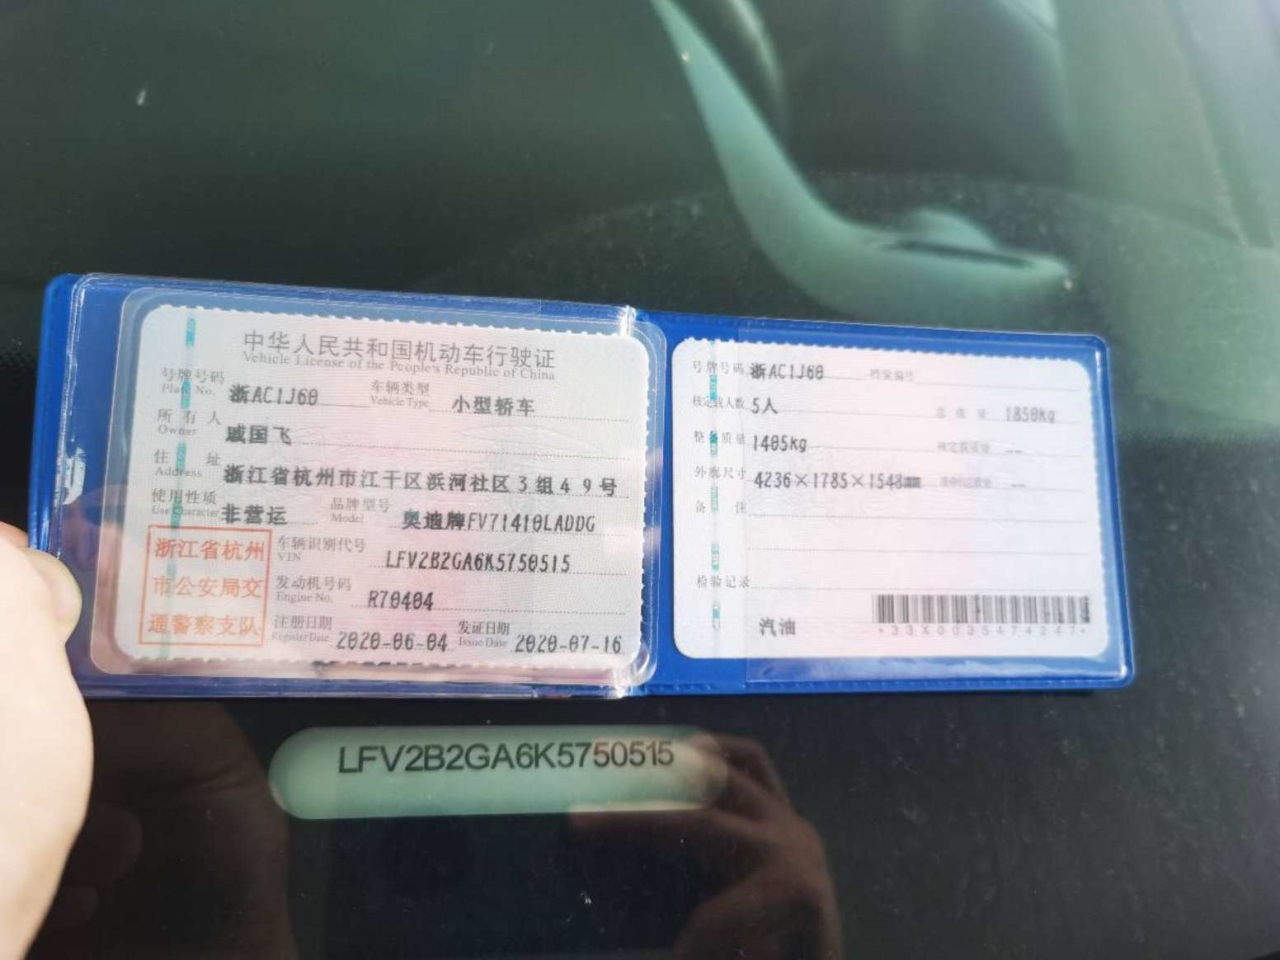 中华人民共和国机动车行驶证
Vehicle License of the People's Republic of China
号牌号码 浙AC1J60 车辆类型 小型轿车
Plate No. Vehicle Type
所有人 戚国飞
Owner
住址 浙江省杭州市江干区浜河社区3组49号
Address
使用性质 非营运 品牌型号 奥迪牌FV71410LADDG
Use Character Model
浙江省杭州
市公安局交
通警察支队
车辆识别代号 LFV2B2GA6K5750515
VIN
发动机号码 R70404
Engine No.
注册日期 2020-06-04 发证日期 2020-07-16
Register Date Issue Date
号牌号码 浙AC1J60 档案编号
核定载人数 5人 总质量 1850kg
整备质量 1405kg 核定载质量 --
外廓尺寸 4236×1785×1548mm 准牵引总质量 --
备注
检验记录
汽油
*33X0035474247*
LFV2B2GA6K5750515